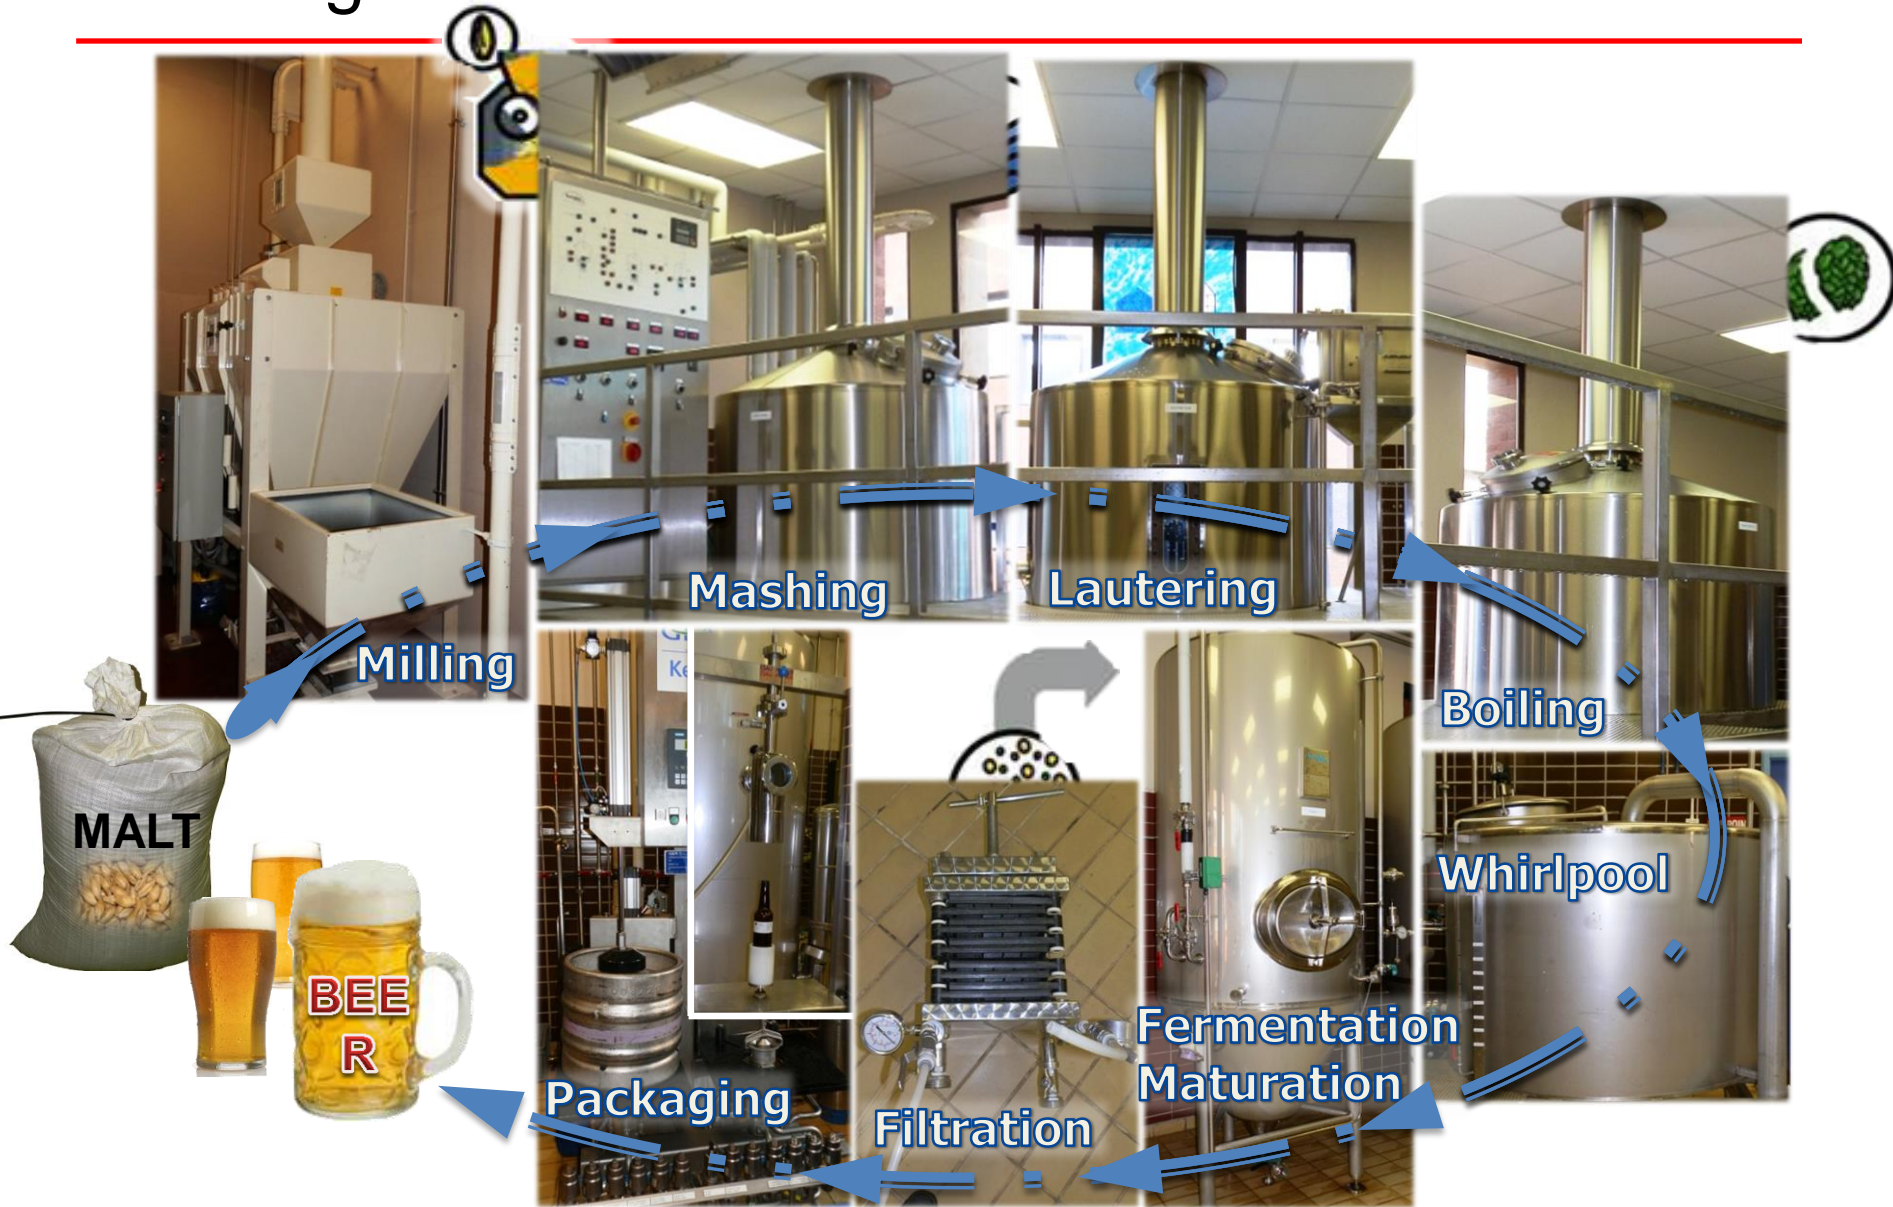 Mashing
Lautering
Milling
Boiling
MALT
Whirlpool
BEE
R
Fermentation
Maturation
Packaging
Filtration